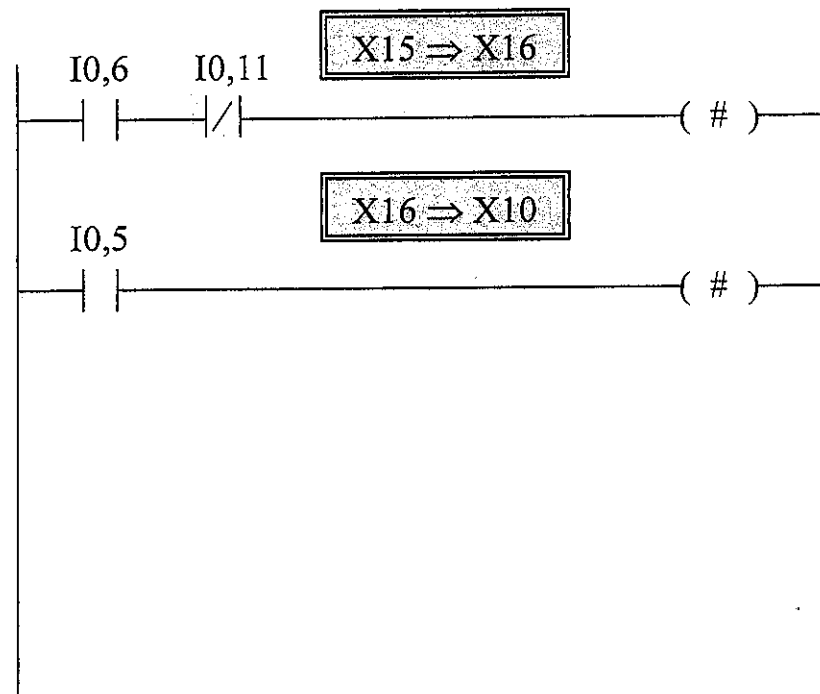 X15 ⇒ X16
I0,6 I0,11
( # )
X16 ⇒ X10
I0,5
( # )